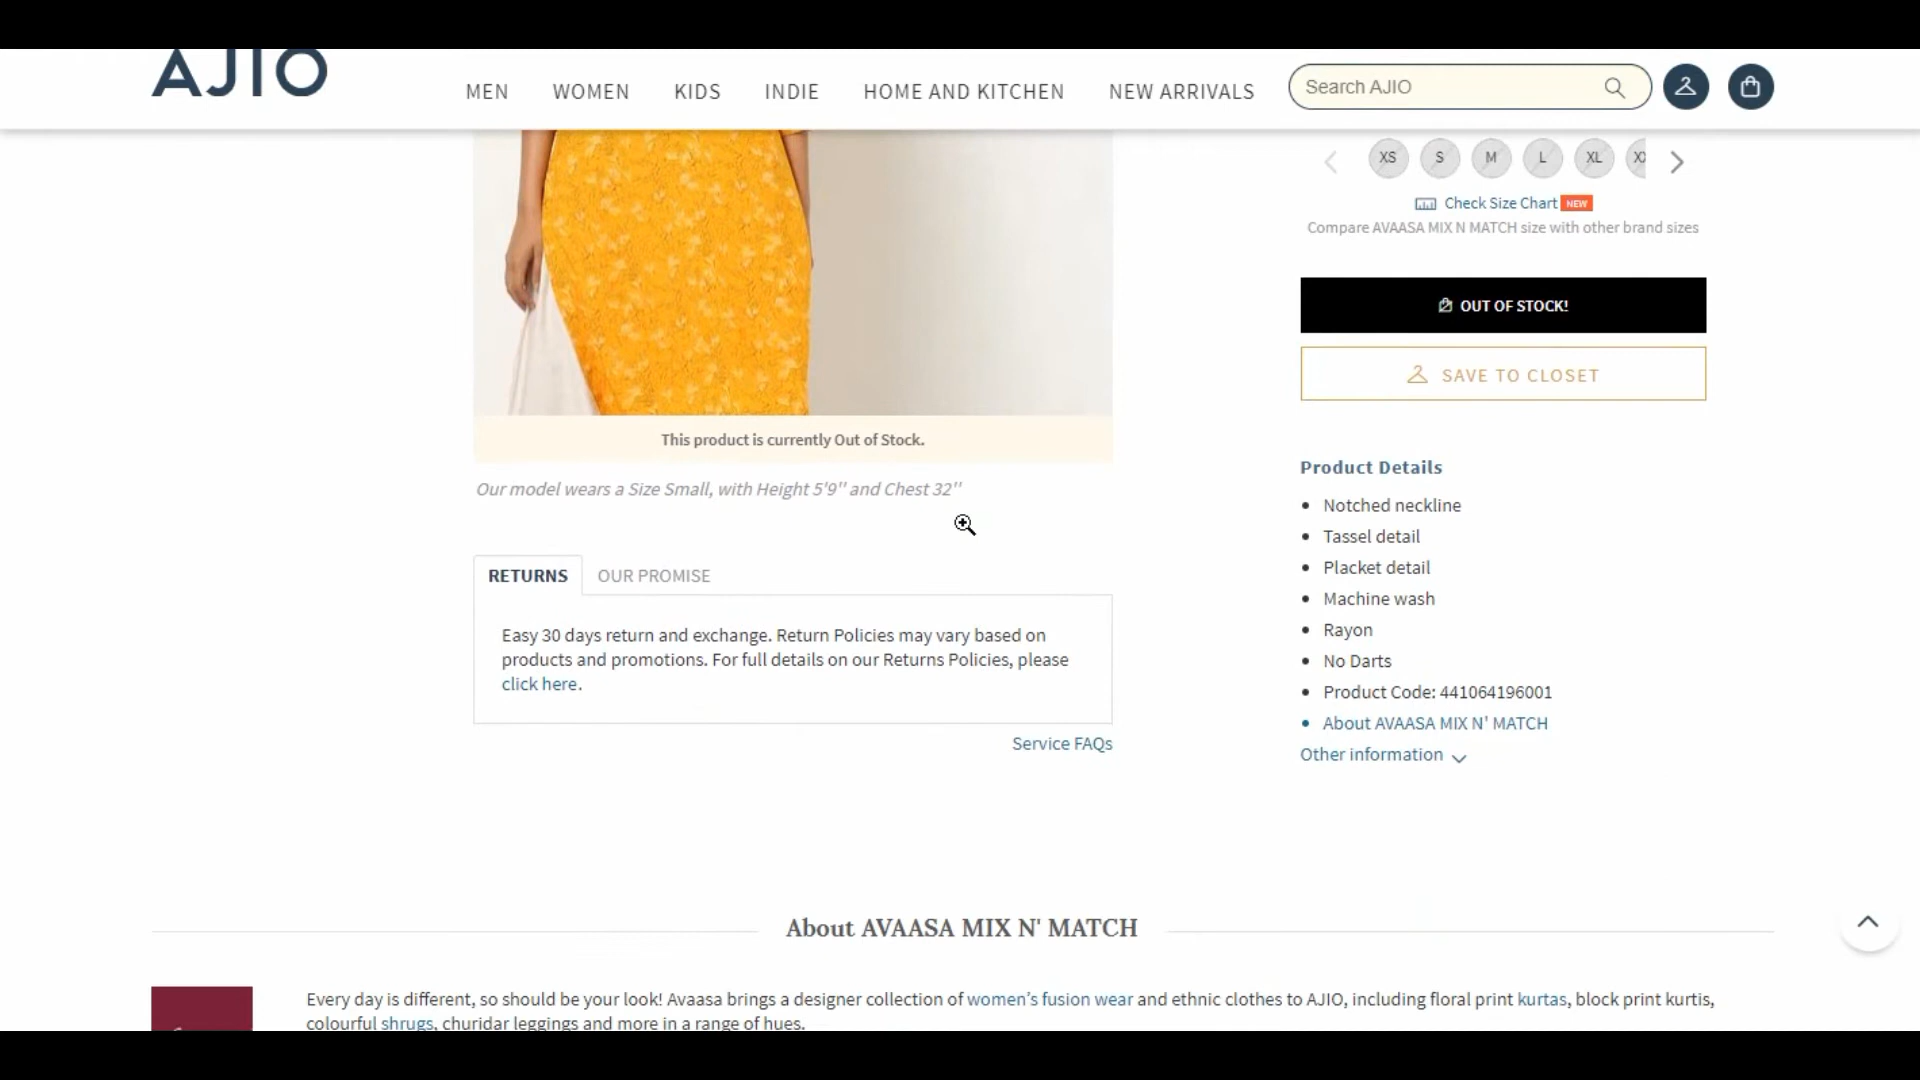 AJIO
MEN WOMEN KIDS INDIE HOME AND KITCHEN NEW ARRIVALS
Search AJIO
XS S M L XL XX
Check Size Chart NEW
Compare AVAASA MIX N MATCH size with other brand sizes
OUT OF STOCK!
SAVE TO CLOSET
This product is currently Out of Stock.
Our model wears a Size Small, with Height 5'9'' and Chest 32''
RETURNS OUR PROMISE
Easy 30 days return and exchange. Return Policies may vary based on
products and promotions. For full details on our Returns Policies, please
click here.
Service FAQs
Product Details
Notched neckline
Tassel detail
Placket detail
Machine wash
Rayon
No Darts
Product Code: 441064196001
About AVAASA MIX N' MATCH
Other information
About AVAASA MIX N' MATCH
Every day is different, so should be your look! Avaasa brings a designer collection of women’s fusion wear and ethnic clothes to AJIO, including floral print kurtas, block print kurtis,
colourful shrugs, churidar leggings and more in a range of hues.